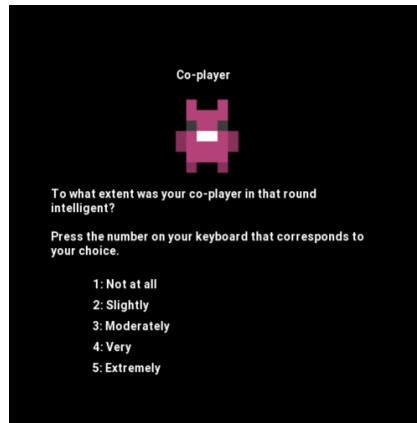 Co-player
To what extent was your co-player in that round
intelligent?
Press the number on your keyboard that corresponds to
your choice.
1: Not at all
2: Slightly
3: Moderately
4: Very
5: Extremely